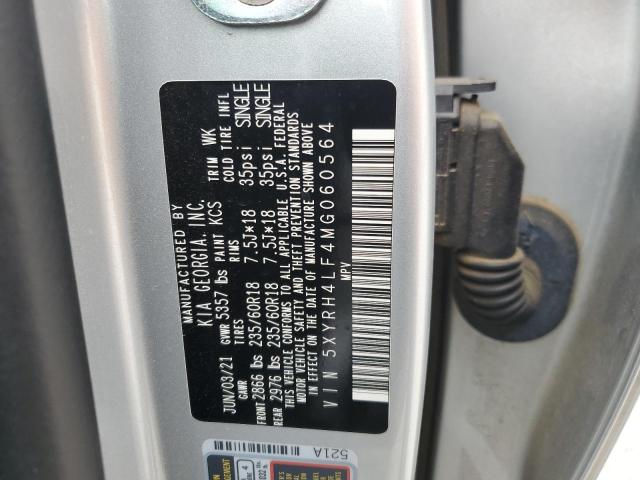 MANUFACTURED BY
KIA GEORGIA, INC.
JUN/03/21 GVWR 5357 lbs PAINT KCS TRIM WK
GAWR TIRES RIMS COLD TIRE INFL
FRONT 2866 lbs 235/60R18 7.5J*18 35psi SINGLE
REAR 2976 lbs 235/60R18 7.5J*18 35psi SINGLE
THIS VEHICLE CONFORMS TO ALL APPLICABLE U.S.A. FEDERAL
MOTOR VEHICLE SAFETY AND THEFT PREVENTION STANDARDS
IN EFFECT ON THE DATE OF MANUFACTURE SHOWN ABOVE
VIN 5XYRH4LF4MG060564
MPV
521A